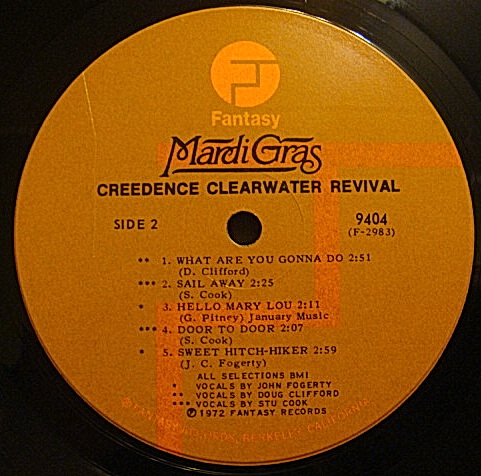 Fantasy
Mardi Gras
CREEDENCE CLEARWATER REVIVAL
SIDE 2
9404
(F-2983)
** 1. WHAT ARE YOU GONNA DO 2:51
(D. Clifford)
*** 2. SAIL AWAY 2:25
(S. Cook)
* 3. HELLO MARY LOU 2:11
(G. Pitney) January Music
*** 4. DOOR TO DOOR 2:07
(S. Cook)
* 5. SWEET HITCH-HIKER 2:59
(J. C. Fogerty)
ALL SELECTIONS BMI
* VOCALS BY JOHN FOGERTY
** VOCALS BY DOUG CLIFFORD
*** VOCALS BY STU COOK
℗ 1972 FANTASY RECORDS
BERKELEY, CALIFORNIA